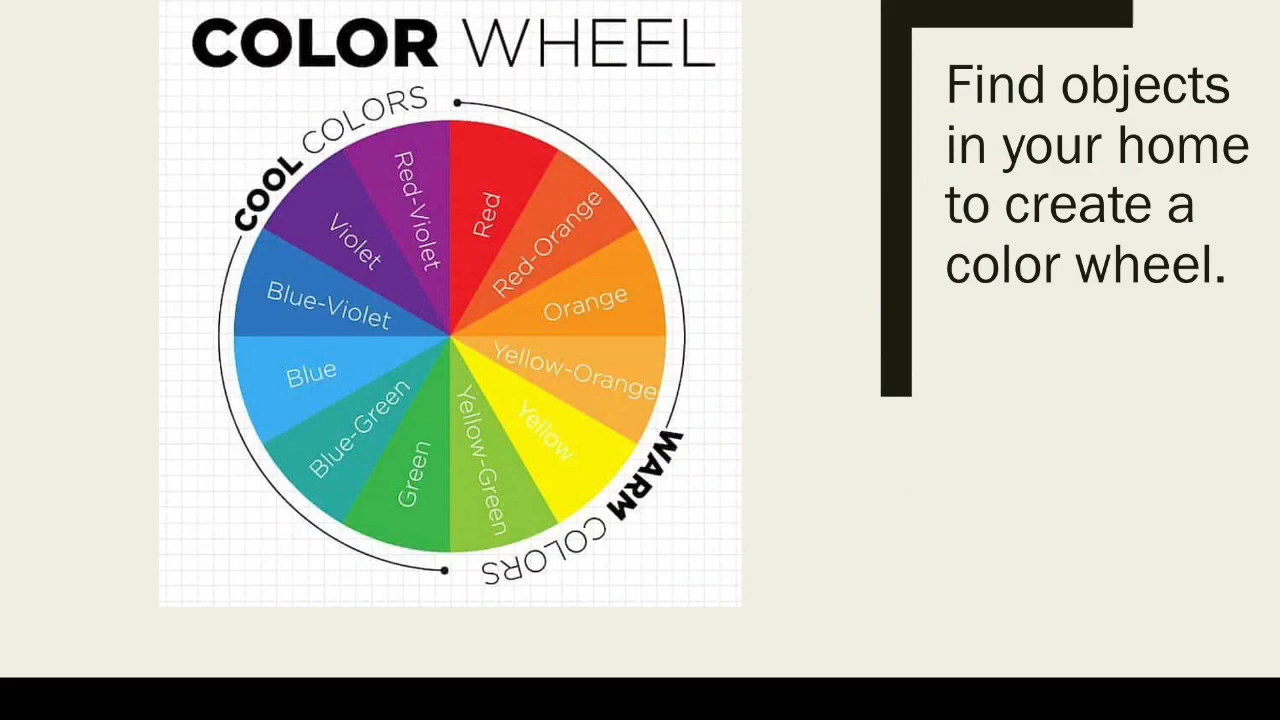 COLOR WHEEL
COOL COLORS
Red-Violet
Red
Violet
Red-Orange
Blue-Violet
Orange
Blue
Yellow-Orange
Blue-Green
Yellow
Green
Yellow-Green
WARM COLORS
Find objects
in your home
to create a
color wheel.